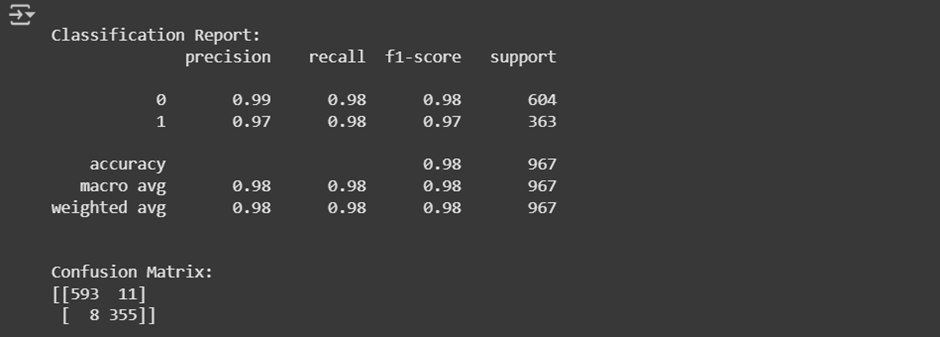 Classification Report:
precision recall f1-score support
0 0.99 0.98 0.98 604
1 0.97 0.98 0.97 363
accuracy 0.98 967
macro avg 0.98 0.98 0.98 967
weighted avg 0.98 0.98 0.98 967
Confusion Matrix:
[[593 11]
[ 8 355]]